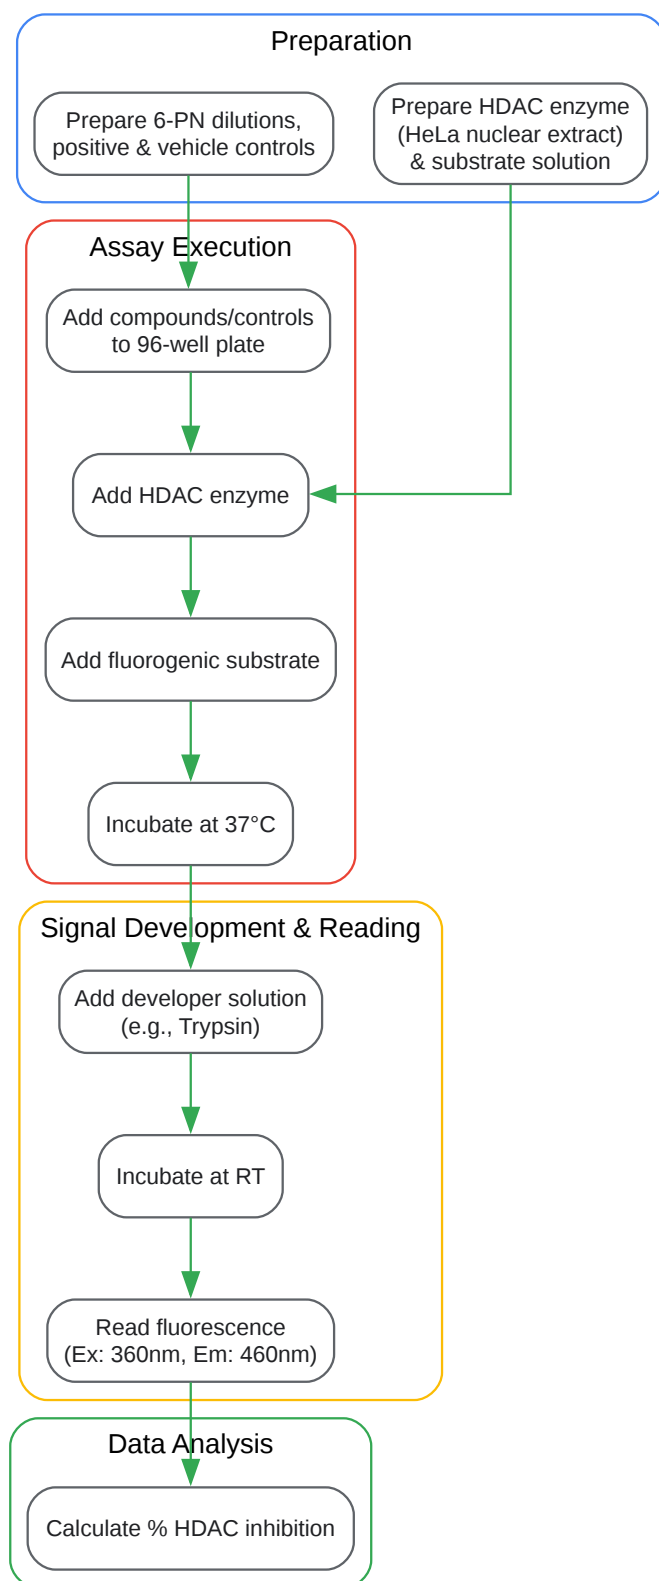 Preparation
Prepare 6-PN dilutions,
positive & vehicle controls
Prepare HDAC enzyme
(HeLa nuclear extract)
& substrate solution
Assay Execution
Add compounds/controls
to 96-well plate
Add HDAC enzyme
Add fluorogenic substrate
Incubate at 37°C
Signal Development & Reading
Add developer solution
(e.g., Trypsin)
Incubate at RT
Read fluorescence
(Ex: 360nm, Em: 460nm)
Data Analysis
Calculate % HDAC inhibition